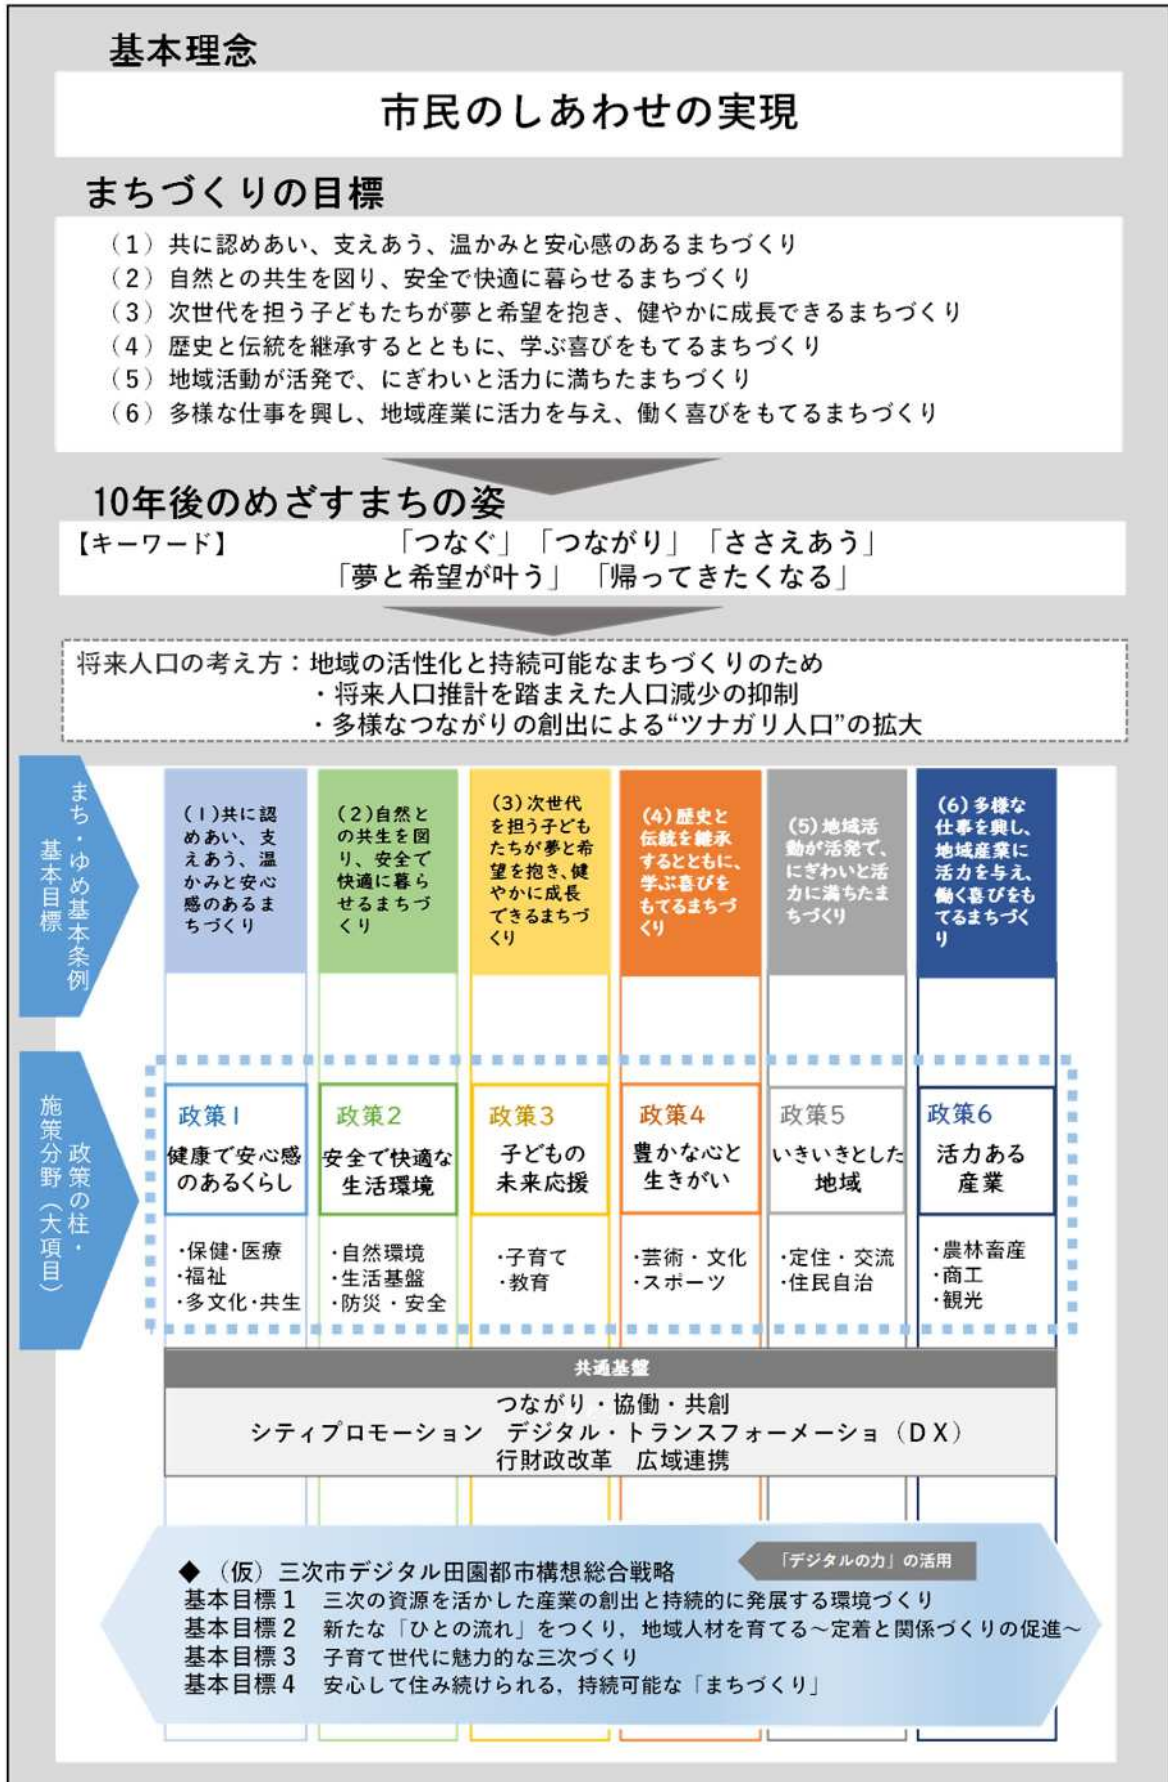 基本理念
市民のしあわせの実現
まちづくりの目標
（1）共に認めあい、支えあう、温かみと安心感のあるまちづくり
（2）自然との共生を図り、安全で快適に暮らせるまちづくり
（3）次世代を担う子どもたちが夢と希望を抱き、健やかに成長できるまちづくり
（4）歴史と伝統を継承するとともに、学ぶ喜びをもてるまちづくり
（5）地域活動が活発で、にぎわいと活力に満ちたまちづくり
（6）多様な仕事を興し、地域産業に活力を与え、働く喜びをもてるまちづくり
10年後のめざすまちの姿
【キーワード】 「つなぐ」「つながり」「ささえあう」
「夢と希望が叶う」 「帰ってきたくなる」
将来人口の考え方：地域の活性化と持続可能なまちづくりのため
・将来人口推計を踏まえた人口減少の抑制
・多様なつながりの創出による“ツナガリ人口”の拡大
まち・ゆめ基本条例
基本目標
(1)共に認
めあい、支
えあう、温
かみと安心
感のあるま
ちづくり
(2)自然と
の共生を図
り、安全で
快適に暮ら
せるまちづ
くり
(3)次世代
を担う子ども
たちが夢と希
望を抱き、健
やかに成長
できるまちづ
くり
(4)歴史と
伝統を継承
するとともに、
学ぶ喜びを
もてるまちづ
くり
(5)地域活
動が活発で、
にぎわいと活
力に満ちたま
ちづくり
(6)多様な
仕事を興し、
地域産業に
活力を与え、
働く喜びをも
てるまちづく
り
政策の柱・
施策分野（大項目）
政策1
健康で安心感
のあるくらし
・保健・医療
・福祉
・多文化・共生
政策2
安全で快適な
生活環境
・自然環境
・生活基盤
・防災・安全
政策3
子どもの
未来応援
・子育て
・教育
政策4
豊かな心と
生きがい
・芸術・文化
・スポーツ
政策5
いきいきとした
地域
・定住・交流
・住民自治
政策6
活力ある
産業
・農林畜産
・商工
・観光
共通基盤
つながり・協働・共創
シティプロモーション デジタル・トランスフォーメーショ（DX）
行財政改革 広域連携
「デジタルの力」の活用
◆（仮）三次市デジタル田園都市構想総合戦略
基本目標1 三次の資源を活かした産業の創出と持続的に発展する環境づくり
基本目標2 新たな「ひとの流れ」をつくり，地域人材を育てる～定着と関係づくりの促進～
基本目標3 子育て世代に魅力的な三次づくり
基本目標4 安心して住み続けられる，持続可能な「まちづくり」